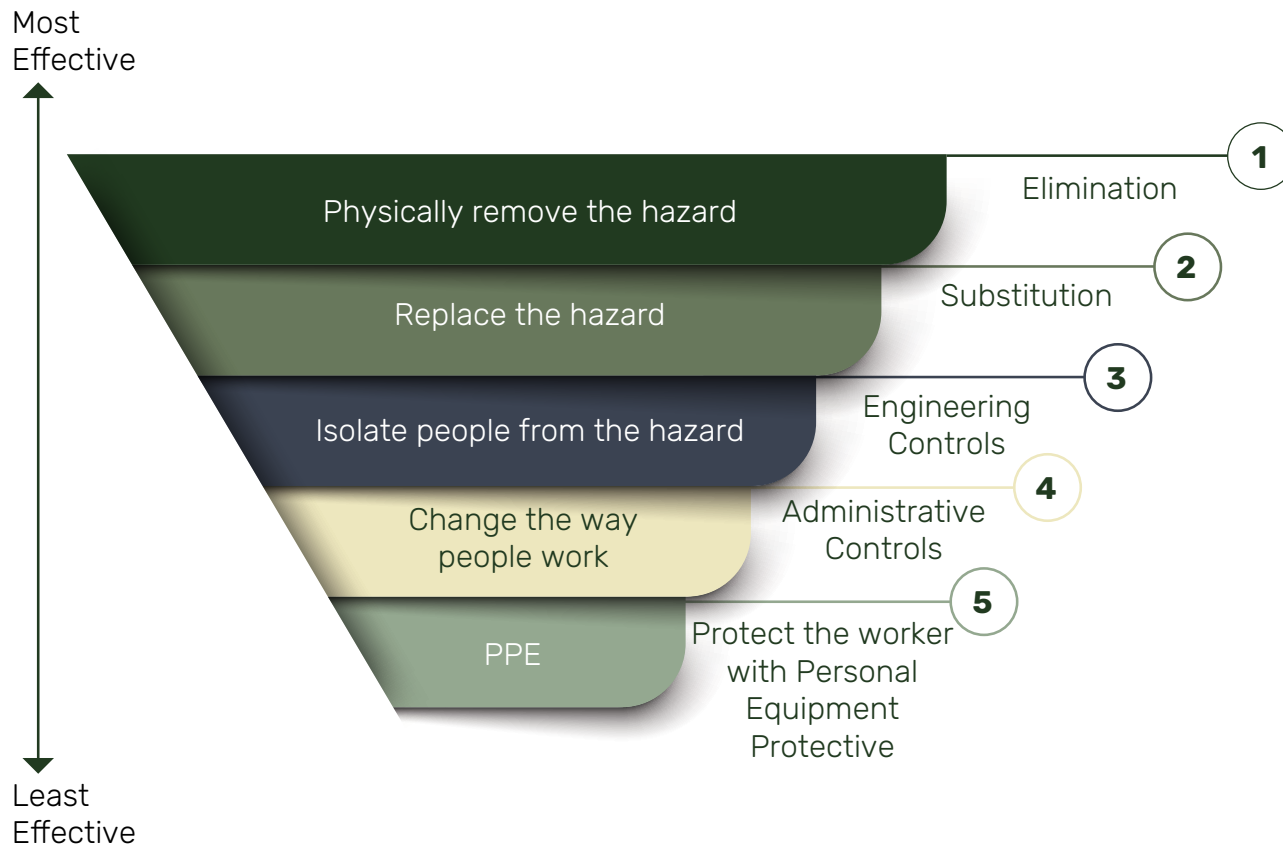 Most
Effective
1
Physically remove the hazard
Elimination
2
Replace the hazard
Substitution
3
Isolate people from the hazard
Engineering
Controls
4
Change the way
people work
Administrative
Controls
5
PPE
Protect the worker
with Personal
Equipment
Protective
Least
Effective